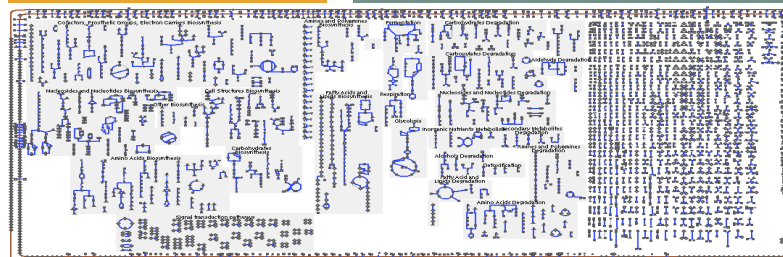 Cofactors, Prosthetic Groups, Electron Carriers Biosynthesis
Amines and Polyamines
Biosynthesis
Fermentation
Carbohydrates Degradation
Carboxylates Degradation
Aldehyde Degradation
Nucleosides and Nucleotides Biosynthesis
Cell Structures Biosynthesis
Other Biosynthesis
Fatty Acids and
Lipids Biosynthesis
Respiration
Nucleosides and Nucleotides Degradation
Glycolysis
Inorganic Nutrients Metabolism
Secondary Metabolites
Degradation
Carbohydrates
Biosynthesis
Amines and Polyamines
Degradation
Amino Acids Biosynthesis
Alcohols Degradation
Detoxification
Fatty Acid and
Lipids Degradation
Amino Acids Degradation
Signal transduction pathways